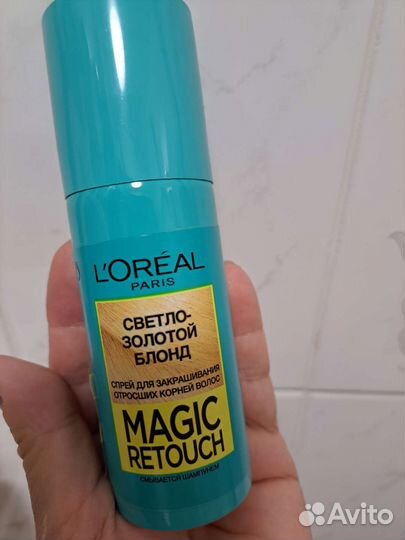 L'ORÉAL
PARIS
СВЕТЛО-
ЗОЛОТОЙ
БЛОНД
СПРЕЙ ДЛЯ ЗАКРАШИВАНИЯ
ОТРОСШИХ КОРНЕЙ ВОЛОС
MAGIC
RETOUCH
СМЫВАЕТСЯ ШАМПУНЕМ
Avito